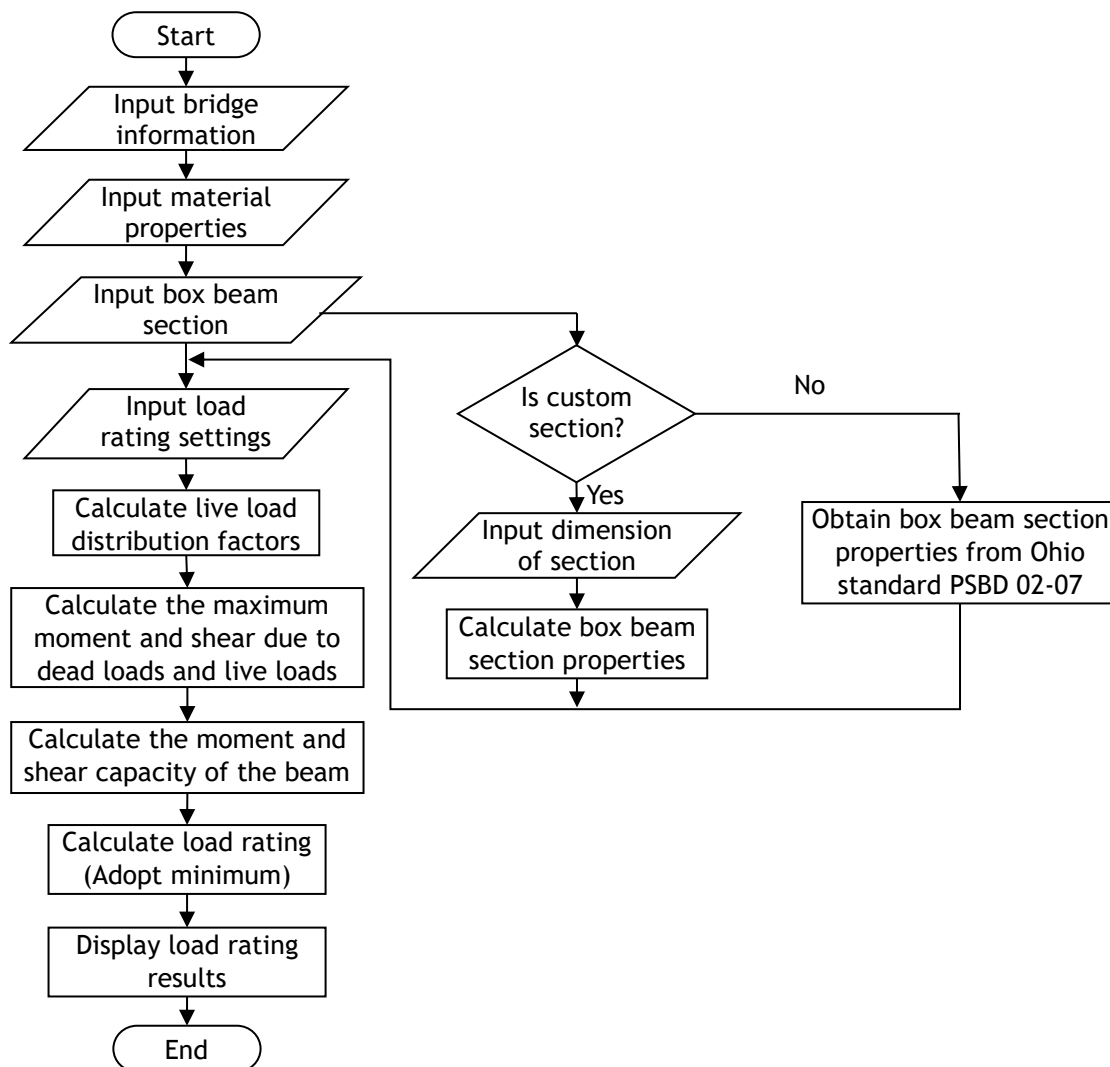 Start
Input bridge
information
Input material
properties
Input box beam
section
Is custom
section?
No
Yes
Input load
rating settings
Calculate live load
distribution factors
Input dimension
of section
Obtain box beam section
properties from Ohio
standard PSBD 02-07
Calculate the maximum
moment and shear due to
dead loads and live loads
Calculate box beam
section properties
Calculate the moment and
shear capacity of the beam
Calculate load rating
(Adopt minimum)
Display load rating
results
End